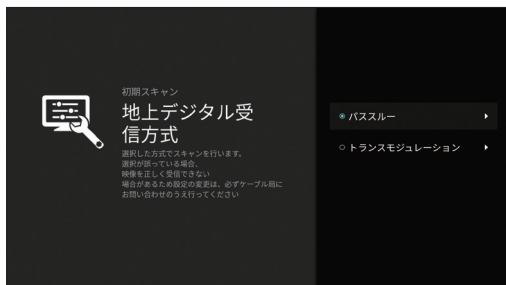 初期スキャン
地上デジタル受
信方式
選択した方式でスキャンを行います。
選択が誤っている場合、
映像を正しく受信できない
場合があるため設定の変更は、必ずケーブル局に
お問い合わせのうえ行ってください
パススルー
トランスモジュレーション